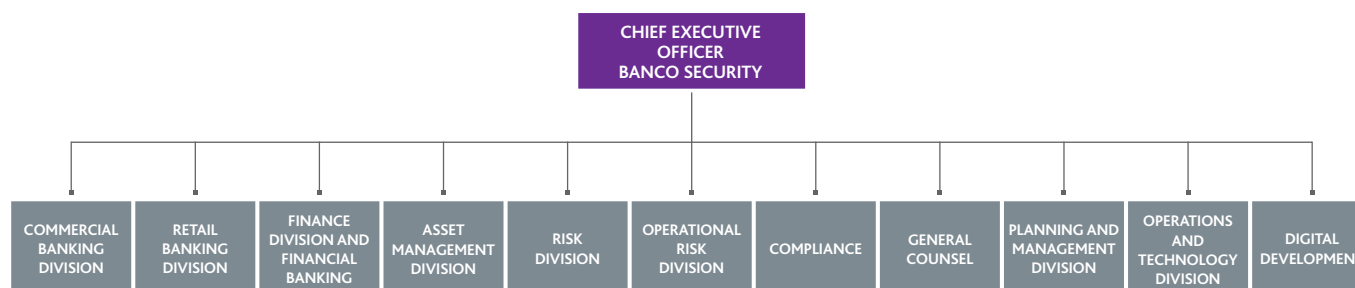 CHIEF EXECUTIVE
OFFICER
BANCO SECURITY
COMMERCIAL
BANKING
DIVISION
RETAIL
BANKING
DIVISION
FINANCE
DIVISION AND
FINANCIAL
BANKING
ASSET
MANAGEMENT
DIVISION
RISK
DIVISION
OPERATIONAL
RISK
DIVISION
COMPLIANCE
GENERAL
COUNSEL
PLANNING AND
MANAGEMENT
DIVISION
OPERATIONS
AND
TECHNOLOGY
DIVISION
DIGITAL
DEVELOPMEN